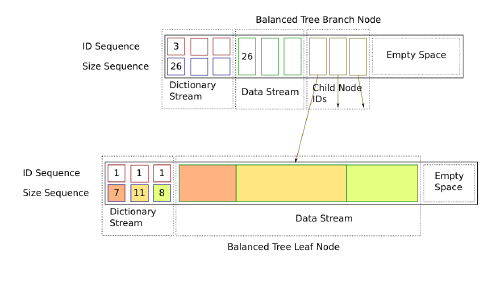 Balanced Tree Branch Node
ID Sequence 3
Size Sequence 26 26 Empty Space
Dictionary Stream
Data Stream
Child Node IDs
ID Sequence 1 1 1
Size Sequence 7 11 8
Empty Space
Dictionary Stream
Data Stream
Balanced Tree Leaf Node